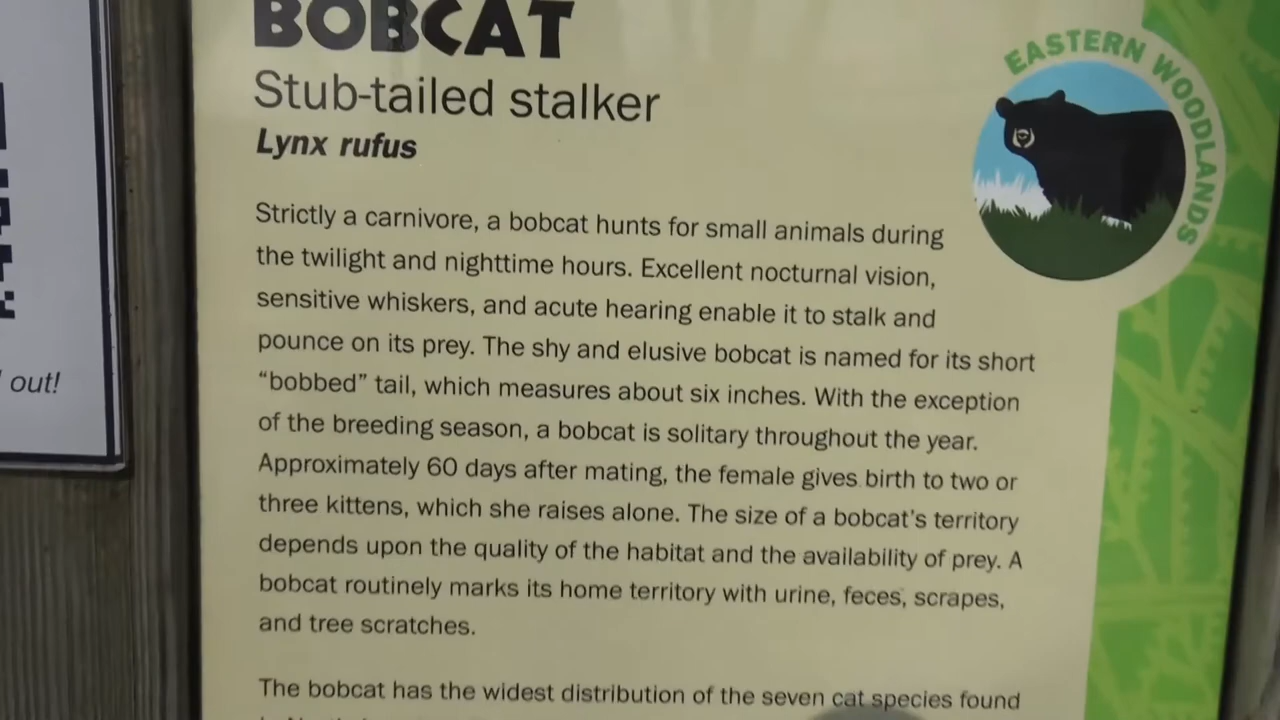 BOBCAT
Stub-tailed stalker
Lynx rufus
EASTERN WOODLANDS
Strictly a carnivore, a bobcat hunts for small animals during
the twilight and nighttime hours. Excellent nocturnal vision,
sensitive whiskers, and acute hearing enable it to stalk and
pounce on its prey. The shy and elusive bobcat is named for its short
“bobbed” tail, which measures about six inches. With the exception
of the breeding season, a bobcat is solitary throughout the year.
Approximately 60 days after mating, the female gives birth to two or
three kittens, which she raises alone. The size of a bobcat's territory
depends upon the quality of the habitat and the availability of prey. A
bobcat routinely marks its home territory with urine, feces, scrapes,
and tree scratches.
The bobcat has the widest distribution of the seven cat species found
out!